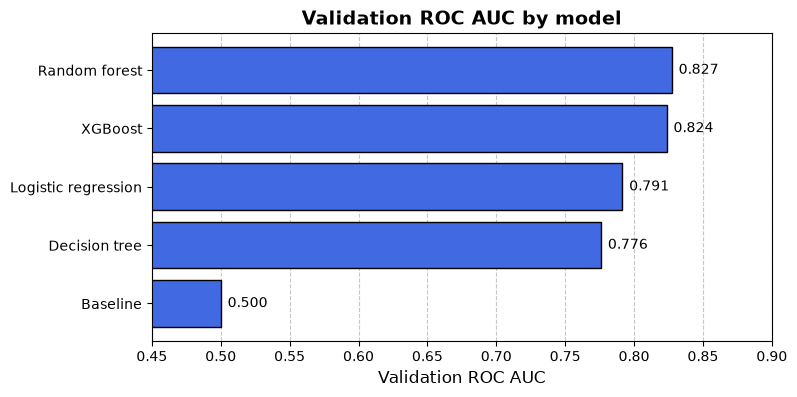 Validation ROC AUC by model
Random forest
0.827
XGBoost
0.824
Logistic regression
0.791
Decision tree
0.776
Baseline
0.500
0.45 0.50 0.55 0.60 0.65 0.70 0.75 0.80 0.85 0.90
Validation ROC AUC